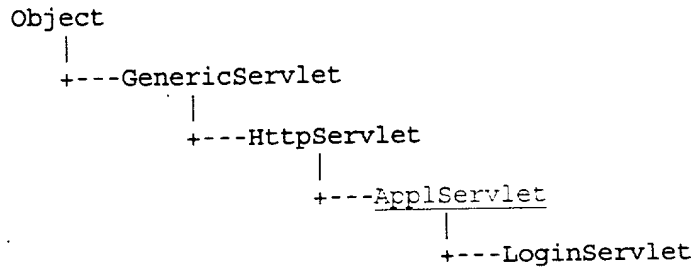 Object
|
+---GenericServlet
|
+---HttpServlet
|
+---ApplServlet
|
+---LoginServlet